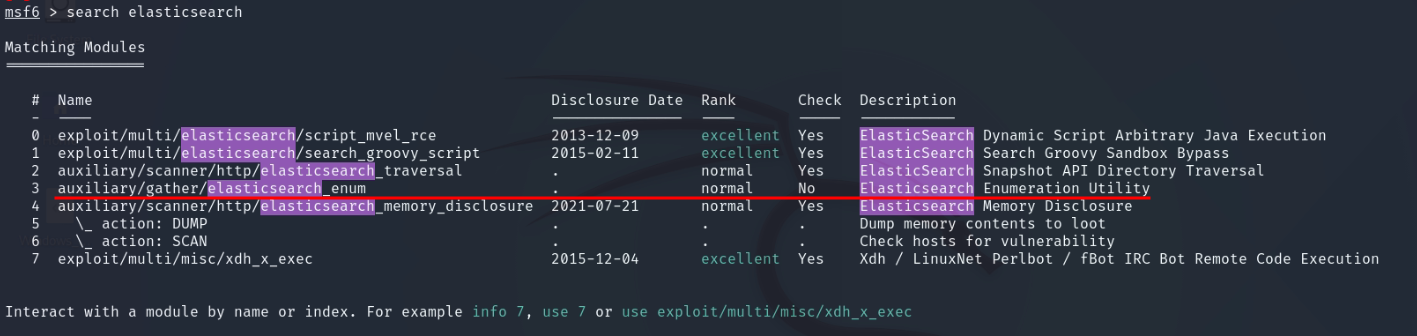 msf6 > search elasticsearch
Matching Modules
================
# Name Disclosure Date Rank Check Description
- ---- --------------- ---- ----- -----------
0 exploit/multi/elasticsearch/script_mvel_rce 2013-12-09 excellent Yes ElasticSearch Dynamic Script Arbitrary Java Execution
1 exploit/multi/elasticsearch/search_groovy_script 2015-02-11 excellent Yes ElasticSearch Search Groovy Sandbox Bypass
2 auxiliary/scanner/http/elasticsearch_traversal . normal Yes ElasticSearch Snapshot API Directory Traversal
3 auxiliary/gather/elasticsearch_enum . normal No Elasticsearch Enumeration Utility
4 auxiliary/scanner/http/elasticsearch_memory_disclosure 2021-07-21 normal Yes Elasticsearch Memory Disclosure
5 \_ action: DUMP . . . Dump memory contents to loot
6 \_ action: SCAN . . . Check hosts for vulnerability
7 exploit/multi/misc/xdh_x_exec 2015-12-04 excellent Yes Xdh / LinuxNet Perlbot / fBot IRC Bot Remote Code Execution
Interact with a module by name or index. For example info 7, use 7 or use exploit/multi/misc/xdh_x_exec